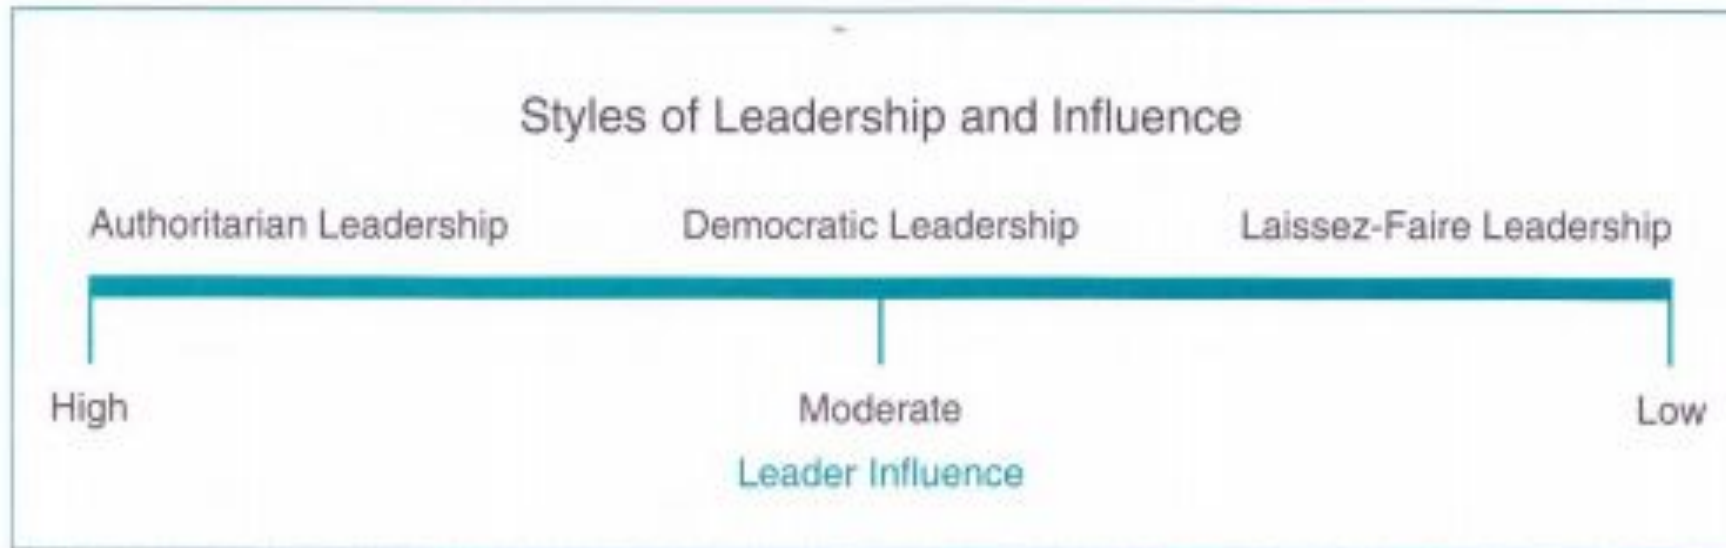 Styles of Leadership and Influence
Authoritarian Leadership Democratic Leadership Laissez-Faire Leadership
High Moderate Low
Leader Influence